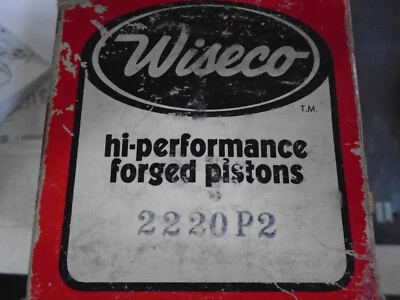 Wiseco
T.M.
hi-performance
forged pistons
2220P2